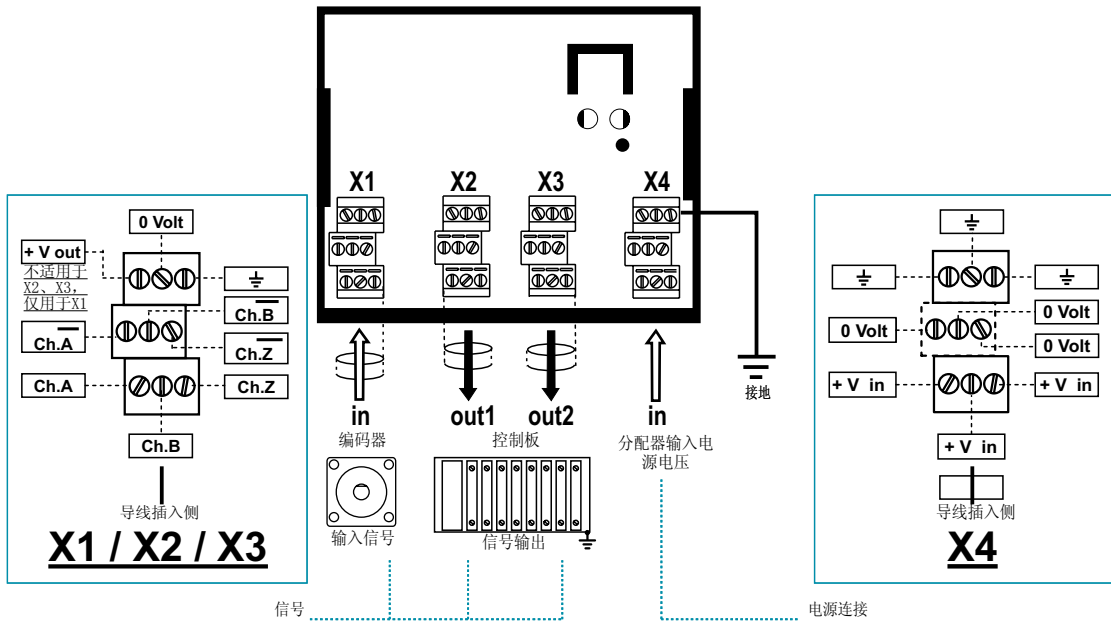 X1
X2
X3
X4
0 Volt
+ V out
不适用于
X2、X3，
仅用于X1
Ch.B
Ch.A
Ch.Z
Ch.A
Ch.Z
Ch.B
导线插入侧
X1 / X2 / X3
in
编码器
输入信号
out1
out2
控制板
信号输出
in
分配器输入电
源电压
接地
0 Volt
0 Volt
0 Volt
+ V in
+ V in
+ V in
导线插入侧
X4
信号
电源连接